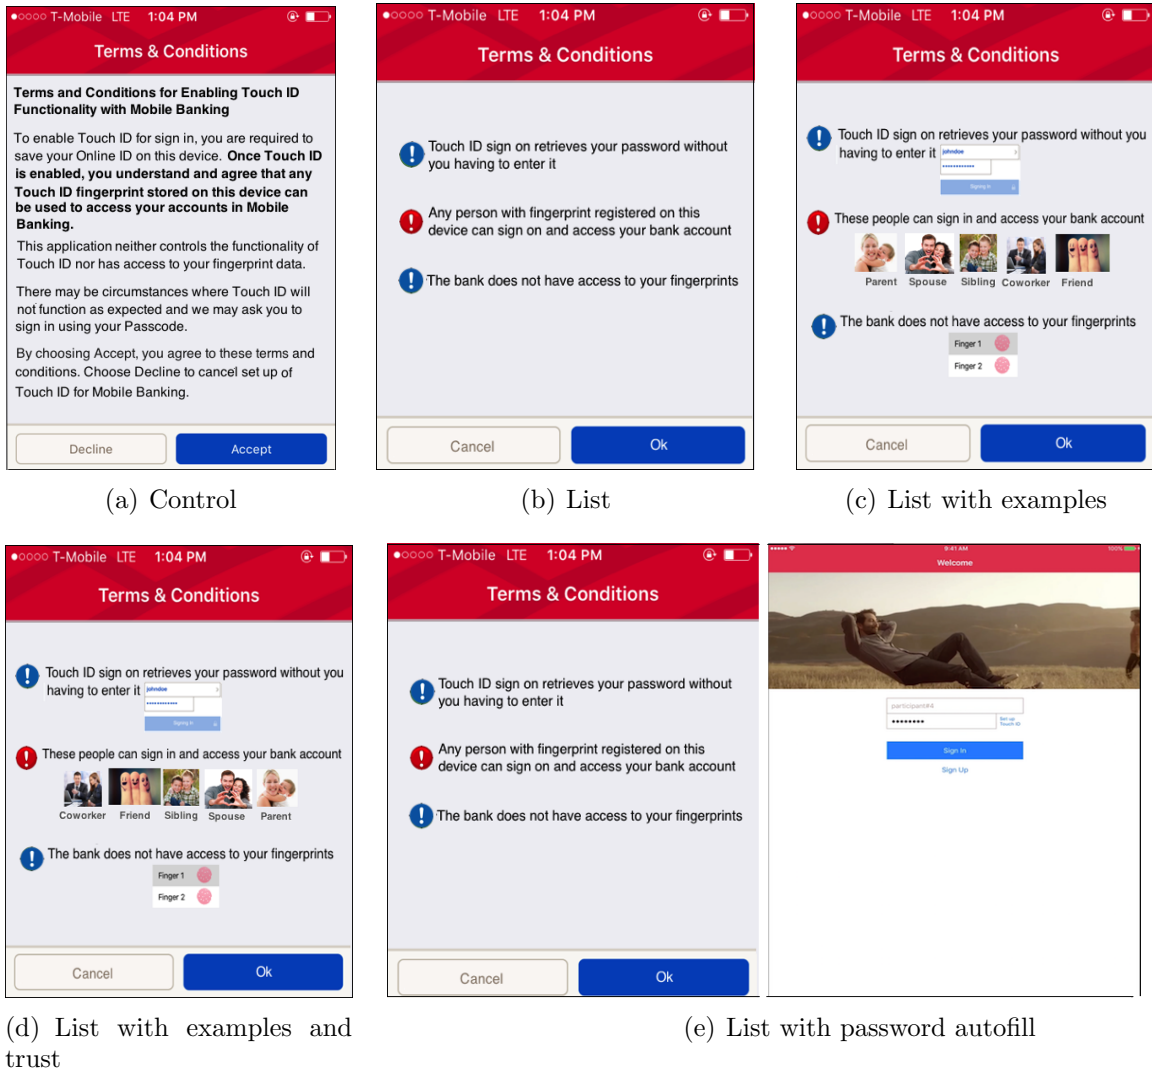 T-Mobile LTE 1:04 PM
Terms & Conditions
Terms and Conditions for Enabling Touch ID
Functionality with Mobile Banking
To enable Touch ID for sign in, you are required to
save your Online ID on this device. Once Touch ID
is enabled, you understand and agree that any
Touch ID fingerprint stored on this device can
be used to access your accounts in Mobile
Banking.
This application neither controls the functionality of
Touch ID nor has access to your fingerprint data.
There may be circumstances where Touch ID will
not function as expected and we may ask you to
sign in using your Passcode.
By choosing Accept, you agree to these terms and
conditions. Choose Decline to cancel set up of
Touch ID for Mobile Banking.
Decline Accept
(a) Control
T-Mobile LTE 1:04 PM
Terms & Conditions
Touch ID sign on retrieves your password without
you having to enter it
Any person with fingerprint registered on this
device can sign on and access your bank account
The bank does not have access to your fingerprints
Cancel Ok
(b) List
T-Mobile LTE 1:04 PM
Terms & Conditions
Touch ID sign on retrieves your password without you
having to enter it
johndoe
Signing in
These people can sign in and access your bank account
Parent Spouse Sibling Coworker Friend
The bank does not have access to your fingerprints
Finger 1
Finger 2
Cancel Ok
(c) List with examples
T-Mobile LTE 1:04 PM
Terms & Conditions
Touch ID sign on retrieves your password without you
having to enter it
johndoe
Signing in
These people can sign in and access your bank account
Coworker Friend Sibling Spouse Parent
The bank does not have access to your fingerprints
Finger 1
Finger 2
Cancel Ok
(d) List with examples and
trust
T-Mobile LTE 1:04 PM
Terms & Conditions
Touch ID sign on retrieves your password without
you having to enter it
Any person with fingerprint registered on this
device can sign on and access your bank account
The bank does not have access to your fingerprints
Cancel Ok
9:41 AM 100%
Welcome
participant#4
Set up
Touch ID
Sign In
Sign Up
(e) List with password autofill